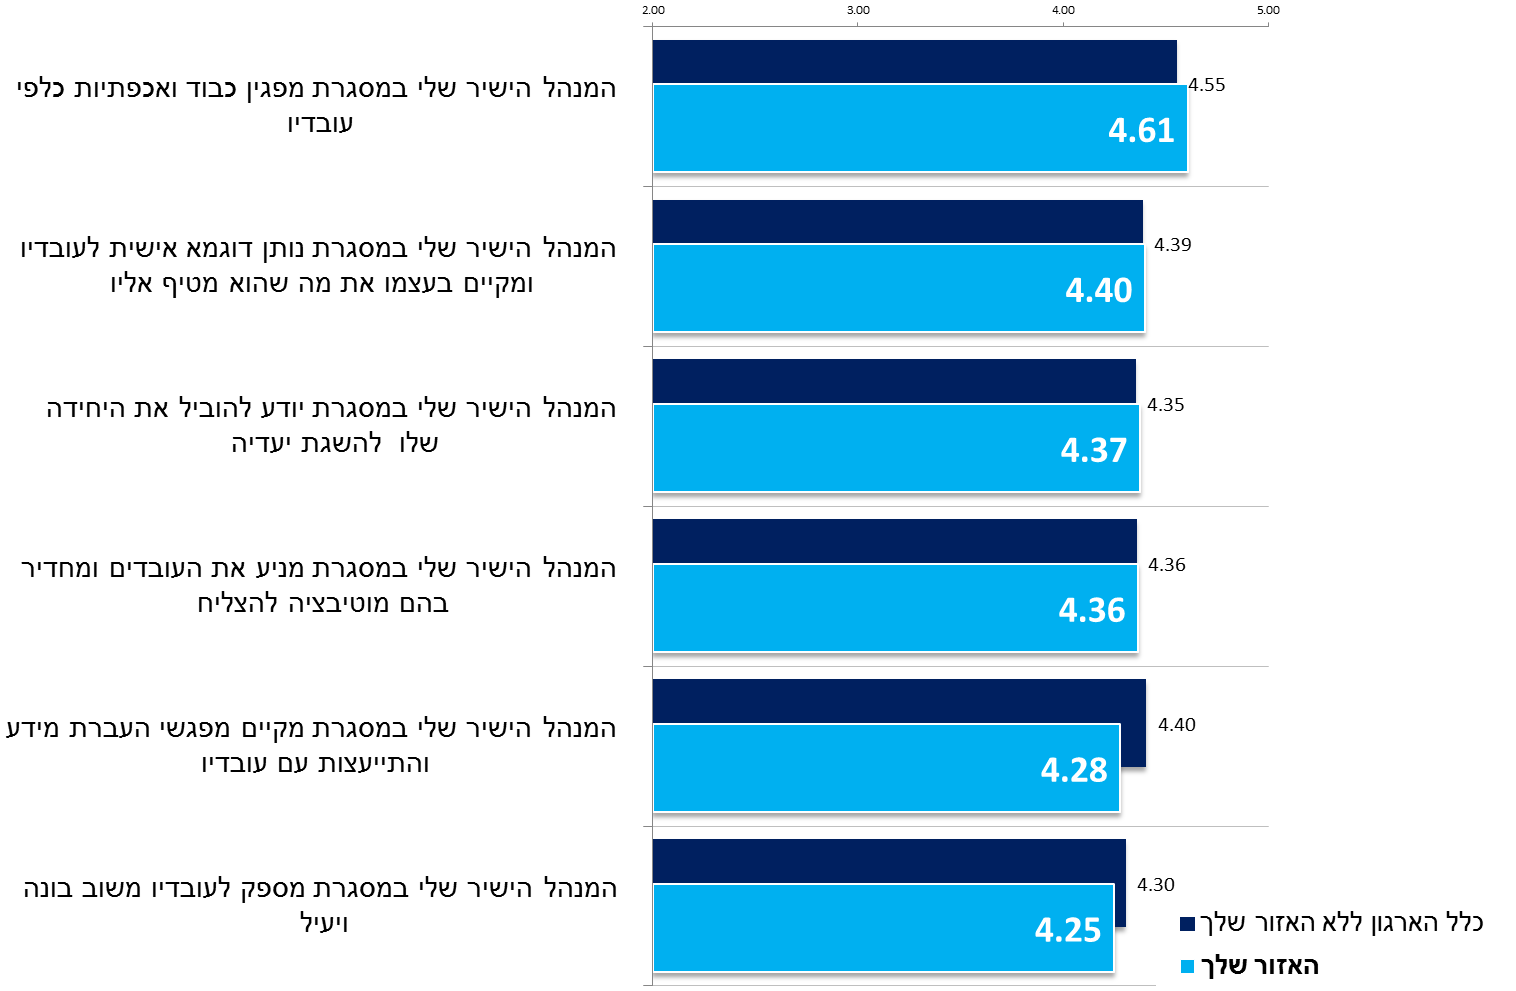 2.00 3.00 4.00 5.00
המנהל הישיר שלי במסגרת מפגין כבוד ואכפתיות כלפי
עובדיו
4.55
4.61
המנהל הישיר שלי במסגרת נותן דוגמא אישית לעובדיו
ומקיים בעצמו את מה שהוא מטיף אליו
4.39
4.40
המנהל הישיר שלי במסגרת יודע להוביל את היחידה
שלו להשגת יעדיה
4.35
4.37
המנהל הישיר שלי במסגרת מניע את העובדים ומחדיר
בהם מוטיבציה להצליח
4.36
4.36
המנהל הישיר שלי במסגרת מקיים מפגשי העברת מידע
והתייעצות עם עובדיו
4.40
4.28
המנהל הישיר שלי במסגרת מספק לעובדיו משוב בונה
ויעיל
4.30
4.25
כלל הארגון ללא האזור שלך
האזור שלך